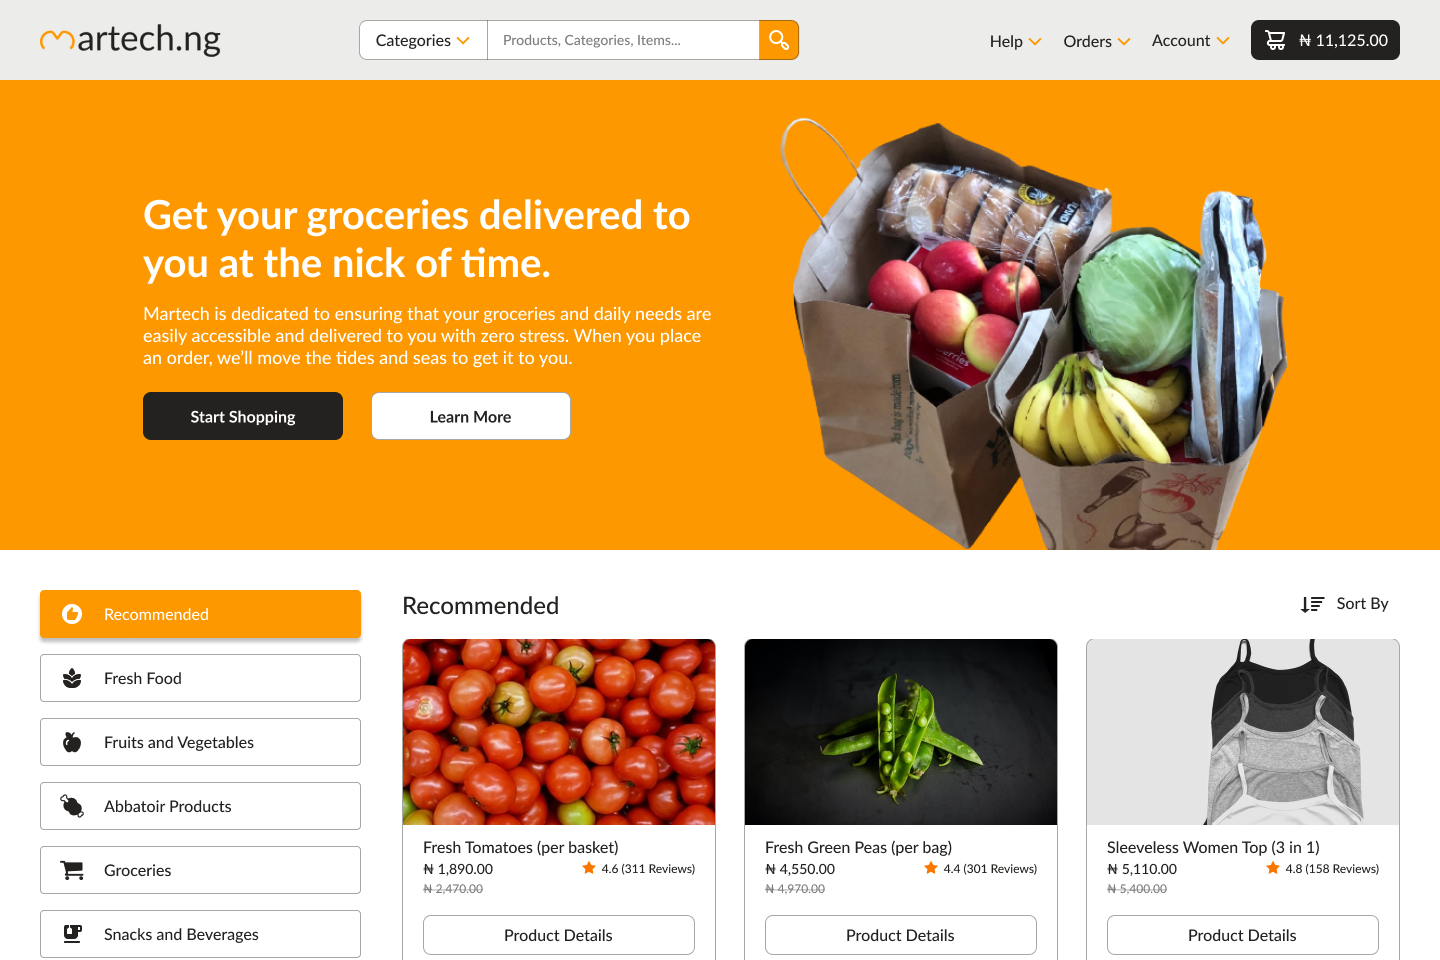 martech.ng
Categories
Products, Categories, Items...
Help
Orders
Account
₦ 11,125.00
Get your groceries delivered to
you at the nick of time.
Martech is dedicated to ensuring that your groceries and daily needs are
easily accessible and delivered to you with zero stress. When you place
an order, we’ll move the tides and seas to get it to you.
Start Shopping
Learn More
Recommended
Fresh Food
Fruits and Vegetables
Abbatoir Products
Groceries
Snacks and Beverages
Recommended
Sort By
Fresh Tomatoes (per basket)
₦ 1,890.00
4.6 (311 Reviews)
₦ 2,470.00
Product Details
Fresh Green Peas (per bag)
₦ 4,550.00
4.4 (301 Reviews)
₦ 4,970.00
Product Details
Sleeveless Women Top (3 in 1)
₦ 5,110.00
4.8 (158 Reviews)
₦ 5,400.00
Product Details